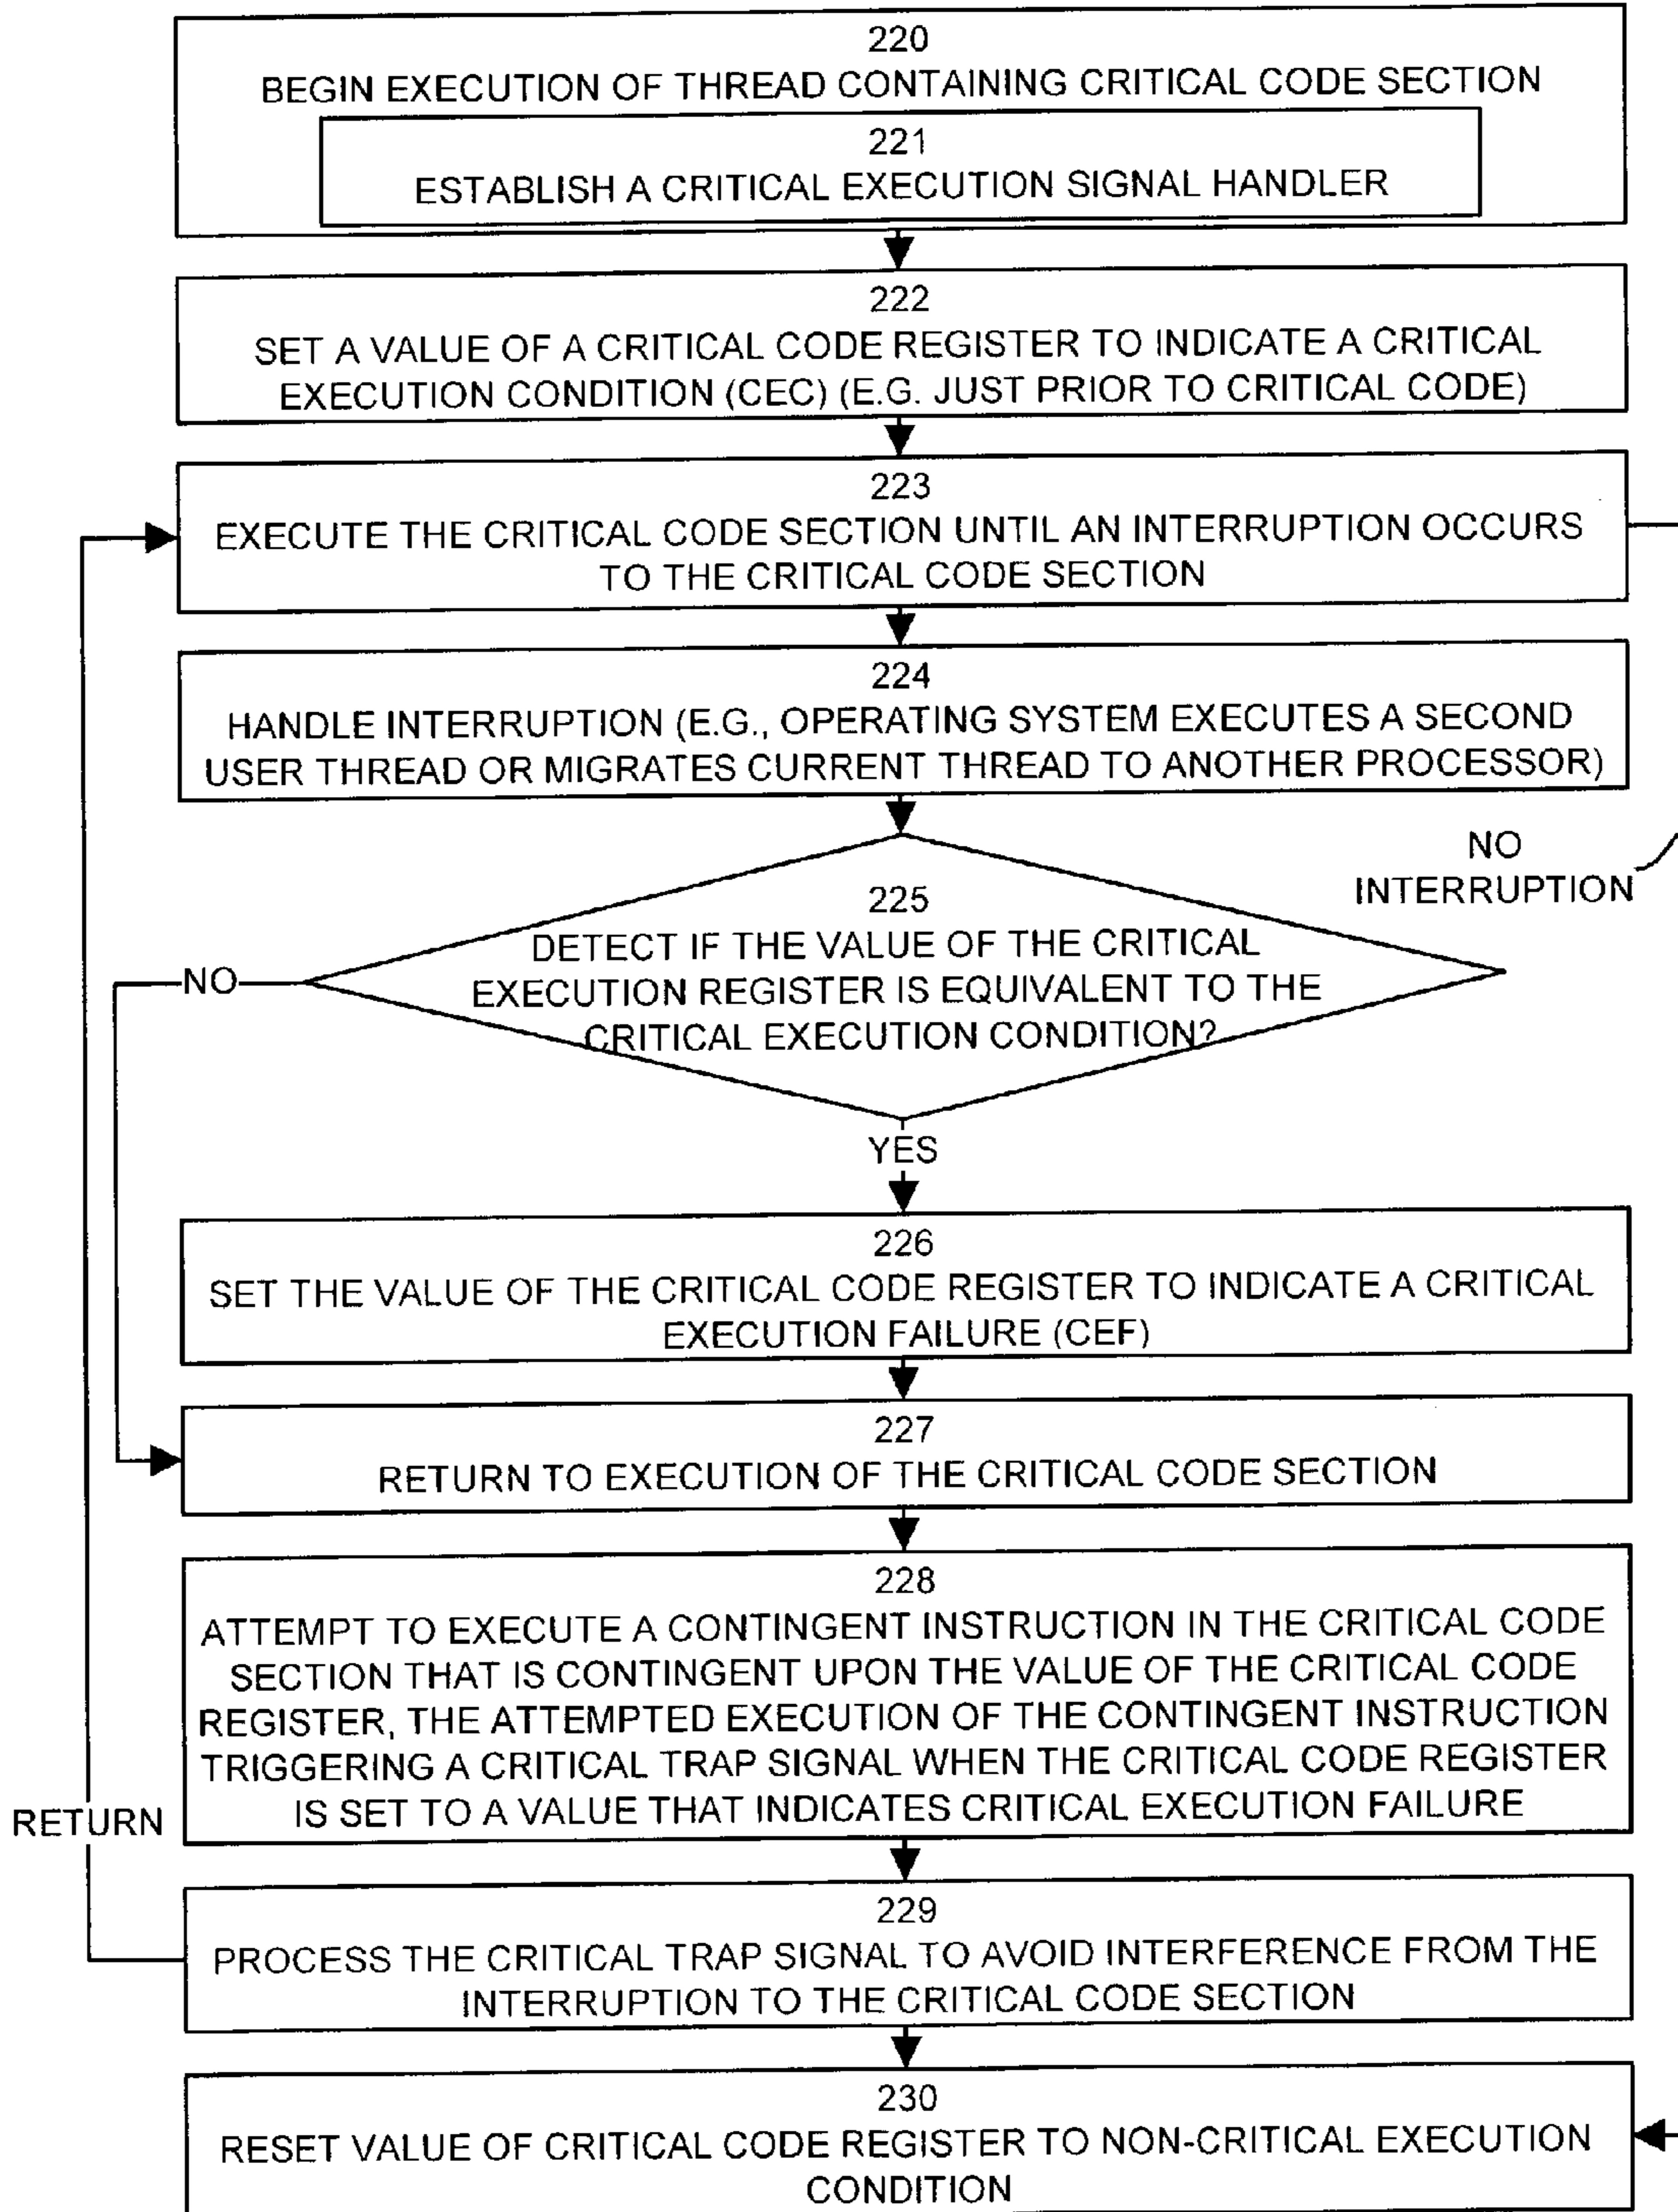 220
BEGIN EXECUTION OF THREAD CONTAINING CRITICAL CODE SECTION
221
ESTABLISH A CRITICAL EXECUTION SIGNAL HANDLER
222
SET A VALUE OF A CRITICAL CODE REGISTER TO INDICATE A CRITICAL
EXECUTION CONDITION (CEC) (E.G. JUST PRIOR TO CRITICAL CODE)
223
EXECUTE THE CRITICAL CODE SECTION UNTIL AN INTERRUPTION OCCURS
TO THE CRITICAL CODE SECTION
224
HANDLE INTERRUPTION (E.G., OPERATING SYSTEM EXECUTES A SECOND
USER THREAD OR MIGRATES CURRENT THREAD TO ANOTHER PROCESSOR)
NO
INTERRUPTION
225
DETECT IF THE VALUE OF THE CRITICAL
EXECUTION REGISTER IS EQUIVALENT TO THE
CRITICAL EXECUTION CONDITION?
NO
YES
226
SET THE VALUE OF THE CRITICAL CODE REGISTER TO INDICATE A CRITICAL
EXECUTION FAILURE (CEF)
227
RETURN TO EXECUTION OF THE CRITICAL CODE SECTION
228
ATTEMPT TO EXECUTE A CONTINGENT INSTRUCTION IN THE CRITICAL CODE
SECTION THAT IS CONTINGENT UPON THE VALUE OF THE CRITICAL CODE
REGISTER, THE ATTEMPTED EXECUTION OF THE CONTINGENT INSTRUCTION
TRIGGERING A CRITICAL TRAP SIGNAL WHEN THE CRITICAL CODE REGISTER
IS SET TO A VALUE THAT INDICATES CRITICAL EXECUTION FAILURE
RETURN
229
PROCESS THE CRITICAL TRAP SIGNAL TO AVOID INTERFERENCE FROM THE
INTERRUPTION TO THE CRITICAL CODE SECTION
230
RESET VALUE OF CRITICAL CODE REGISTER TO NON-CRITICAL EXECUTION
CONDITION